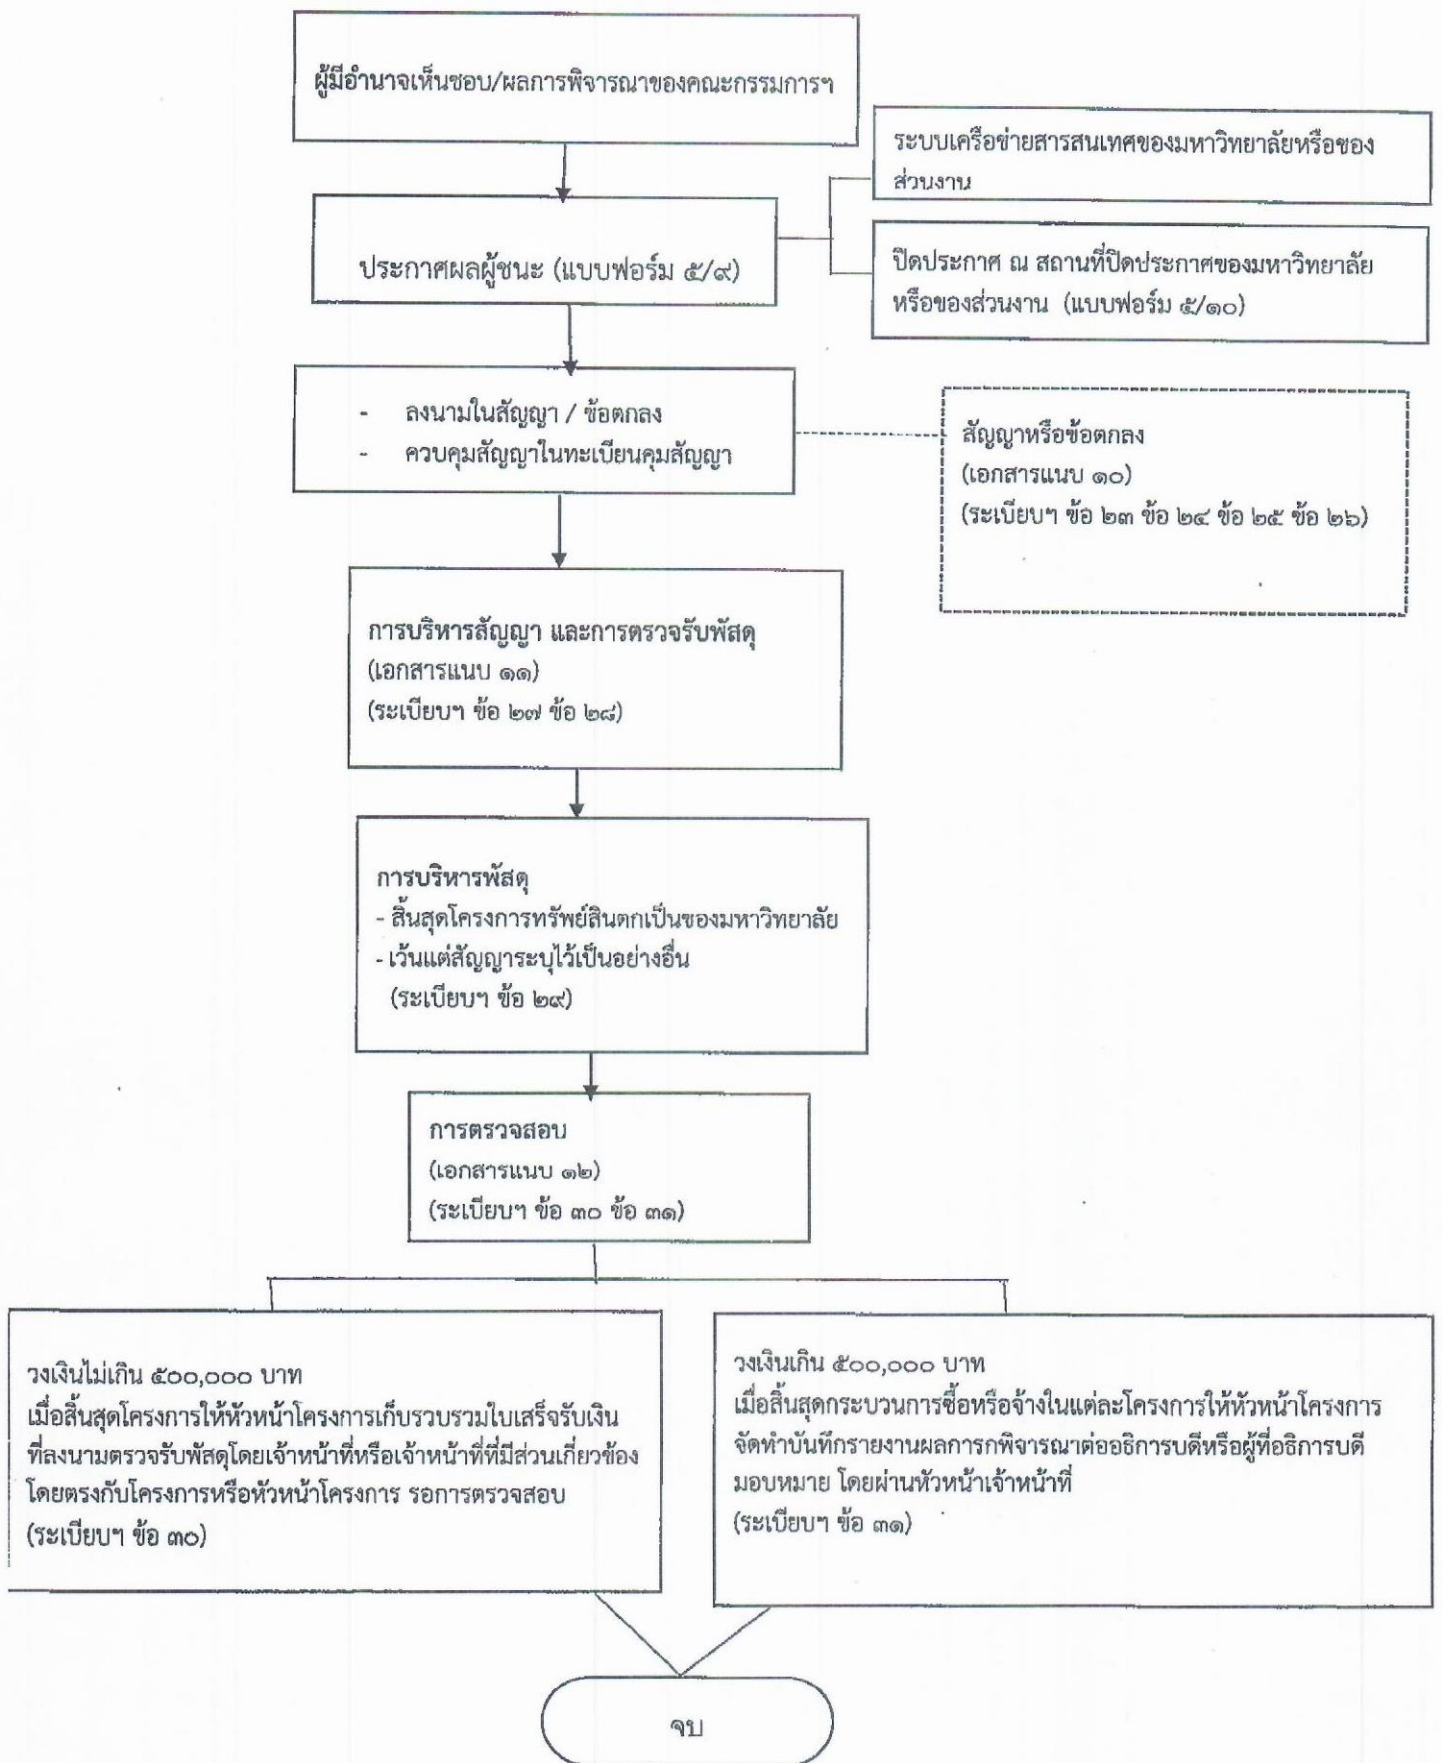 ผู้มีอำนาจเห็นชอบ/ผลการพิจารณาของคณะกรรมการฯ
ระบบเครือข่ายสารสนเทศของมหาวิทยาลัยหรือของ
ส่วนงาน
ประกาศผลผู้ชนะ (แบบฟอร์ม ๕/๙)
ปิดประกาศ ณ สถานที่ปิดประกาศของมหาวิทยาลัย
หรือของส่วนงาน (แบบฟอร์ม ๕/๑๐)
- ลงนามในสัญญา / ข้อตกลง
- ควบคุมสัญญาในทะเบียนคุมสัญญา
สัญญาหรือข้อตกลง
(เอกสารแนบ ๑๐)
(ระเบียบฯ ข้อ ๒๓ ข้อ ๒๔ ข้อ ๒๕ ข้อ ๒๖)
การบริหารสัญญา และการตรวจรับพัสดุ
(เอกสารแนบ ๑๑)
(ระเบียบฯ ข้อ ๒๗ ข้อ ๒๘)
การบริหารพัสดุ
- สิ้นสุดโครงการทรัพย์สินตกเป็นของมหาวิทยาลัย
- เว้นแต่สัญญาระบุไว้เป็นอย่างอื่น
(ระเบียบฯ ข้อ ๒๙)
การตรวจสอบ
(เอกสารแนบ ๑๒)
(ระเบียบฯ ข้อ ๓๐ ข้อ ๓๑)
วงเงินไม่เกิน ๕๐๐,๐๐๐ บาท
เมื่อสิ้นสุดโครงการให้หัวหน้าโครงการเก็บรวบรวมใบเสร็จรับเงิน
ที่ลงนามตรวจรับพัสดุโดยเจ้าหน้าที่หรือเจ้าหน้าที่ที่มีส่วนเกี่ยวข้อง
โดยตรงกับโครงการหรือหัวหน้าโครงการ รอการตรวจสอบ
(ระเบียบฯ ข้อ ๓๐)
วงเงินเกิน ๕๐๐,๐๐๐ บาท
เมื่อสิ้นสุดกระบวนการซื้อหรือจ้างในแต่ละโครงการให้หัวหน้าโครงการ
จัดทำบันทึกรายงานผลการกพิจารณาต่ออธิการบดีหรือผู้ที่อธิการบดี
มอบหมาย โดยผ่านหัวหน้าเจ้าหน้าที่
(ระเบียบฯ ข้อ ๓๑)
จบ